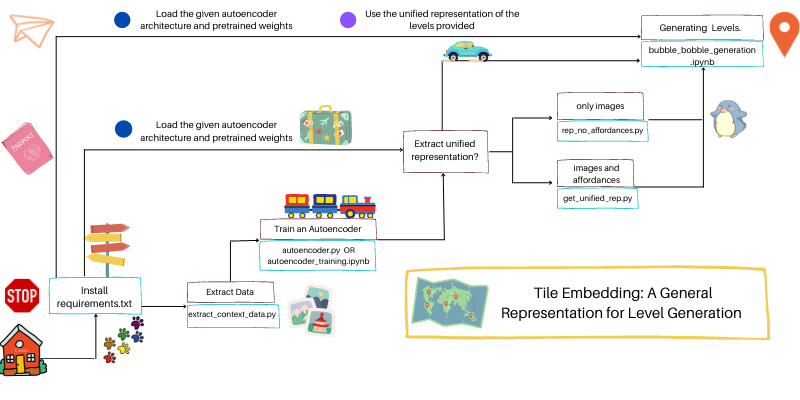 Load the given autoencoder
architecture and pretrained weights
Use the unified representation of the
levels provided
Generating Levels.
bubble_bobble_generation
.ipynb
only images
rep_no_affordances.py
PASSPORT
Load the given autoencoder
architecture and pretrained weights
Extract unified
representation?
images and
affordances
get_unified_rep.py
Train an Autoencoder
autoencoder.py OR
autoencoder_training.ipynb
STOP
Install
requirements.txt
Extract Data
extract_context_data.py
Tile Embedding: A General
Representation for Level Generation